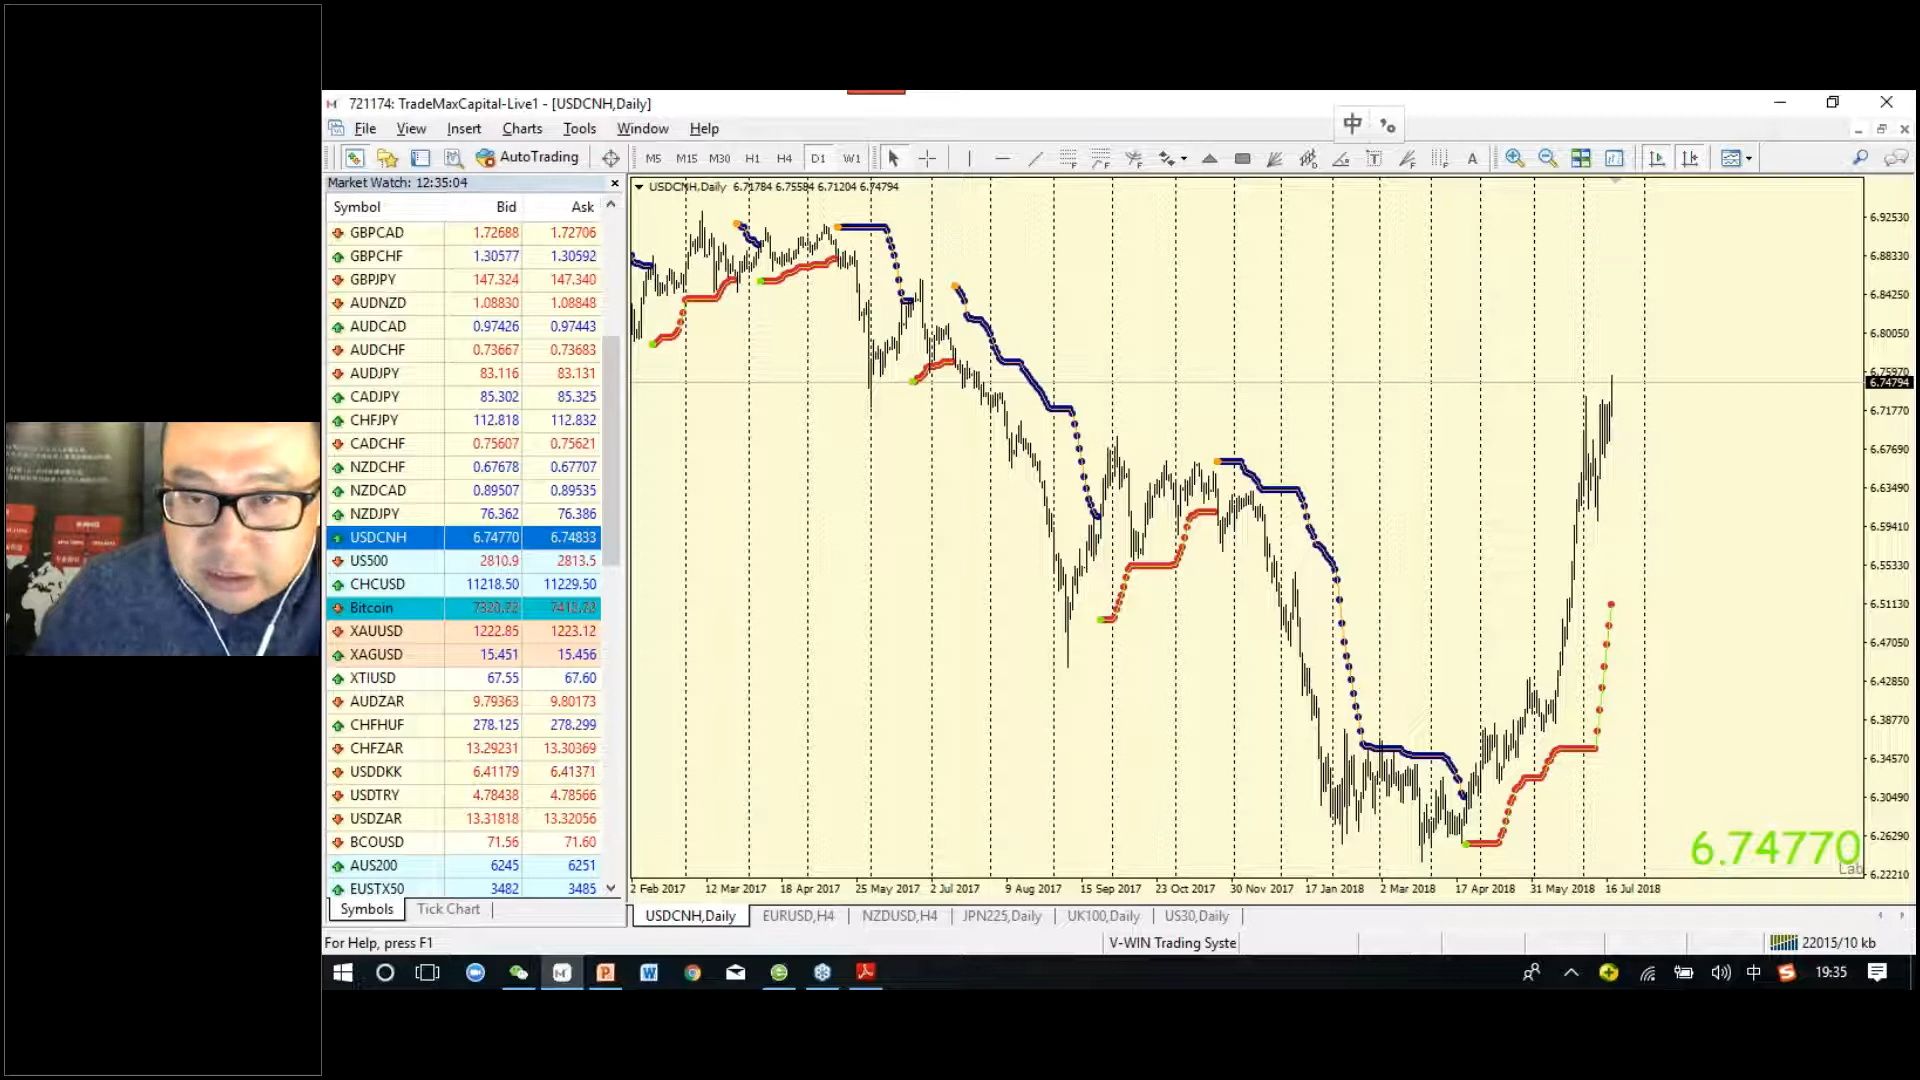 721174: TradeMaxCapital-Live1 - [USDCNH,Daily]
中
File View Insert Charts Tools Window Help
AutoTrading M5 M15 M30 H1 H4 D1 W1 A T
Market Watch: 12:35:04
Symbol Bid Ask
GBPCAD 1.72688 1.72706
GBPCHF 1.30577 1.30592
GBPJPY 147.324 147.340
AUDNZD 1.08830 1.08848
AUDCAD 0.97426 0.97443
AUDCHF 0.73667 0.73683
AUDJPY 83.116 83.131
CADJPY 85.302 85.325
CHFJPY 112.818 112.832
CADCHF 0.75607 0.75621
NZDCHF 0.67678 0.67707
NZDCAD 0.89507 0.89535
NZDJPY 76.362 76.386
USDCNH 6.74770 6.74833
US500 2810.9 2813.5
CHCUSD 11218.50 11229.50
Bitcoin
XAUUSD 1222.85 1223.12
XAGUSD 15.451 15.456
XTIUSD 67.55 67.60
AUDZAR 9.79363 9.80173
CHFHUF 278.125 278.299
CHFZAR 13.29231 13.30369
USDDKK 6.41179 6.41371
USDTRY 4.78438 4.78566
USDZAR 13.31818 13.32056
BCOUSD 71.56 71.60
AUS200 6245 6251
EUSTX50 3482 3485
Symbols Tick Chart
USDCNH,Daily 6.71784 6.75584 6.71204 6.74794
6.92530
6.88330
6.84250
6.80050
6.75970
6.74794
6.71770
6.67690
6.63490
6.59410
6.55330
6.51130
6.47050
6.42850
6.38770
6.34570
6.30490
6.26290
6.22210
6.74770
Lab
2 Feb 2017 12 Mar 2017 18 Apr 2017 25 May 2017 2 Jul 2017 9 Aug 2017 15 Sep 2017 23 Oct 2017 30 Nov 2017 17 Jan 2018 2 Mar 2018 17 Apr 2018 31 May 2018 16 Jul 2018
USDCNH,Daily EURUSD,H4 NZDUSD,H4 JPN225,Daily UK100,Daily US30,Daily
For Help, press F1 V-WIN Trading Syste 22015/10 kb
中 19:35